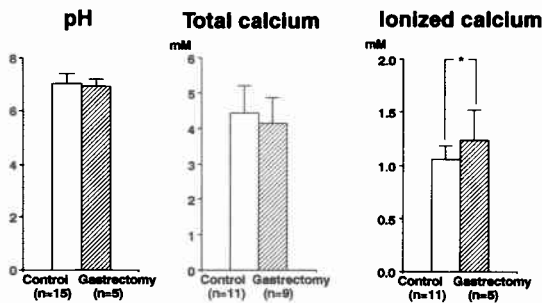 pH
8
6
4
2
0
Control Gastrectomy
(n=15) (n=5)
Total calcium
mM
6
5
4
3
2
1
0
Control Gastrectomy
(n=11) (n=9)
Ionized calcium
mM
2.0
1.5
1.0
0.5
0.0
*
Control Gastrectomy
(n=11) (n=5)